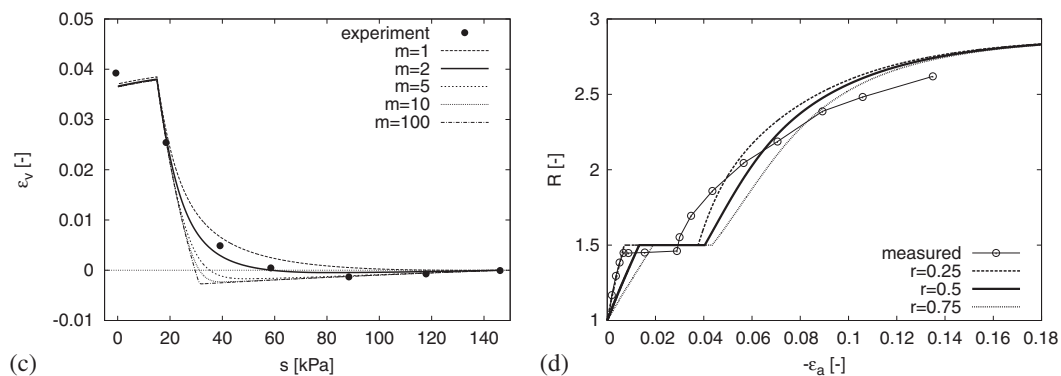 0.05
0.04
0.03
0.02
0.01
0
-0.01
εv [-]
0 20 40 60 80 100 120 140
s [kPa]
experiment
m=1
m=2
m=5
m=10
m=100
(c)
3
2.5
2
1.5
1
R [-]
0 0.02 0.04 0.06 0.08 0.1 0.12 0.14 0.16 0.18
-εa [-]
measured
r=0.25
r=0.5
r=0.75
(d)